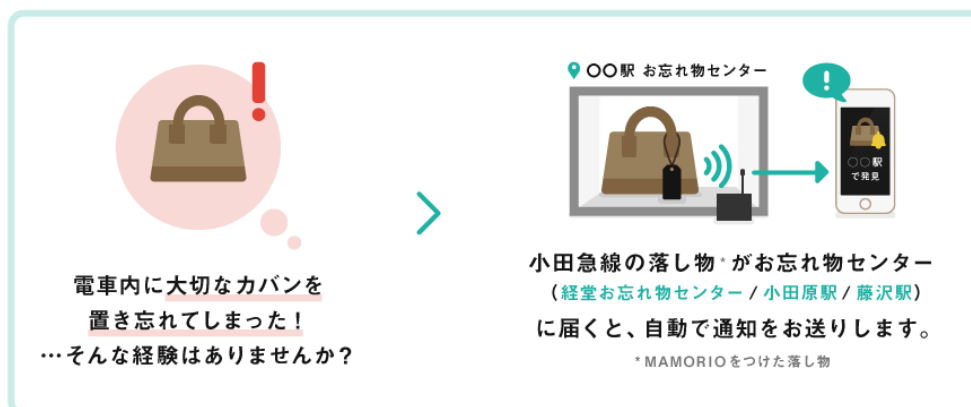 電車内に大切なカバンを
置き忘れてしまった！
…そんな経験はありませんか？
〇〇駅 お忘れ物センター
〇〇駅
で発見
小田急線の落し物*がお忘れ物センター
（経堂お忘れ物センター / 小田原駅 / 藤沢駅）
に届くと、自動で通知をお送りします。
*MAMORIOをつけた落し物